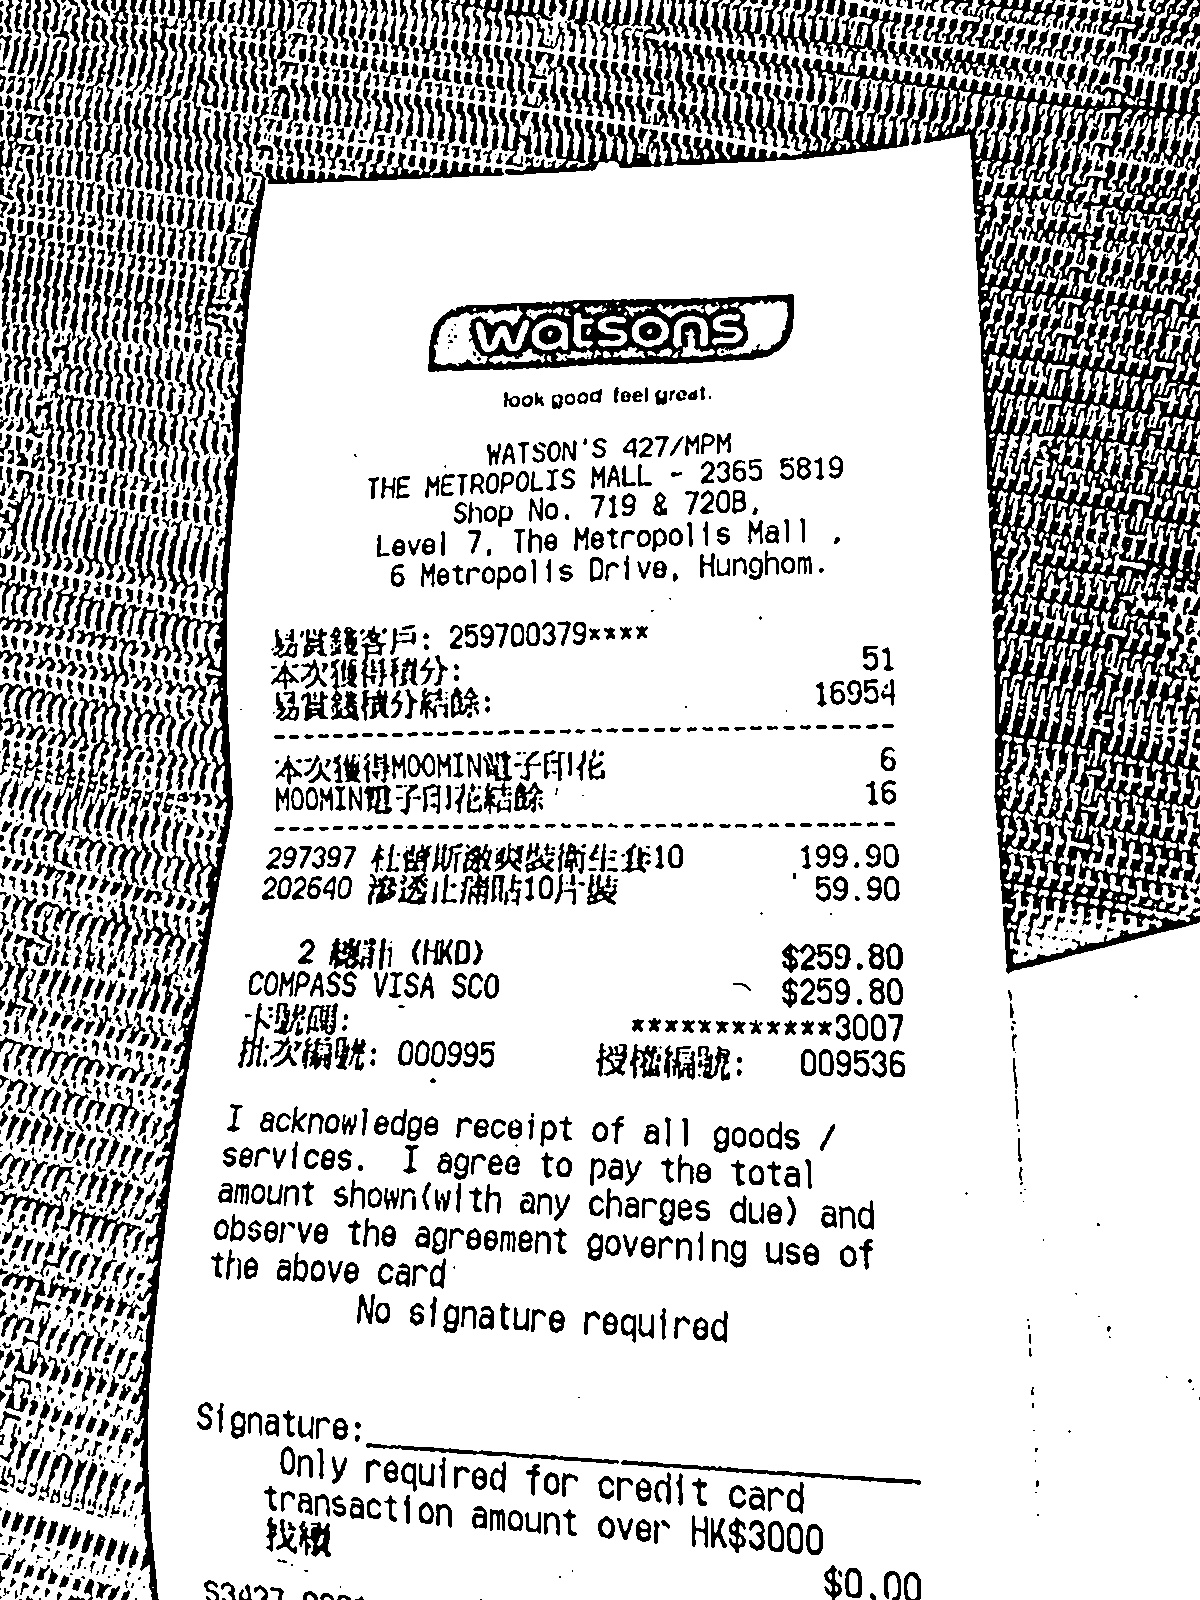 watsons
look good feel great.
WATSON'S 427/MPM
THE METROPOLIS MALL - 2365 5819
Shop No. 719 & 720B,
Level 7, The Metropolis Mall ,
6 Metropolis Drive, Hunghom.
易賞錢客戶: 259700379****
本次獲得積分: 51
易賞錢積分結餘: 16954
本次獲得MOOMIN電子印花 6
MOOMIN電子印花結餘 16
297397 杜蕾斯激爽裝衛生套10 199.90
202640 滲透止痛貼10片裝 59.90
2 總計 (HKD) $259.80
COMPASS VISA SCO $259.80
卡號碼: ************3007
批次編號: 000995 授權編號: 009536
I acknowledge receipt of all goods /
services. I agree to pay the total
amount shown(with any charges due) and
observe the agreement governing use of
the above card
No signature required
Signature:
Only required for credit card
transaction amount over HK$3000
找續
$0.00